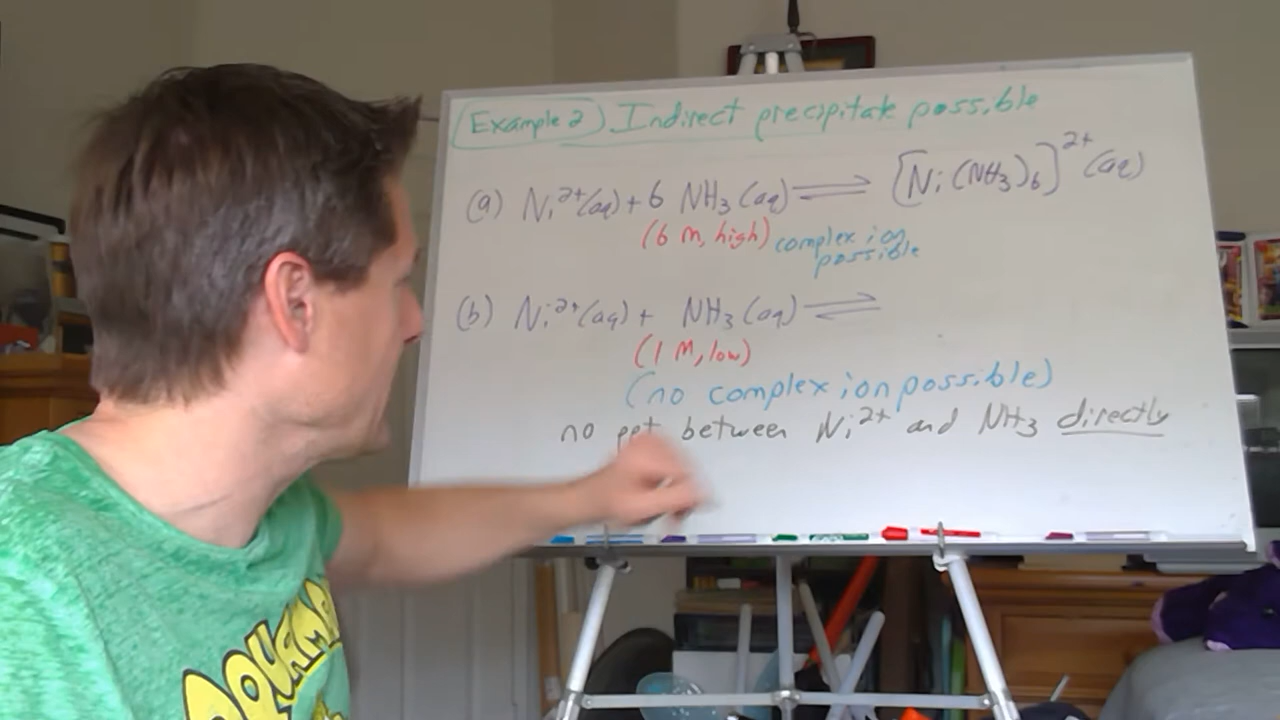 Example 2 Indirect precipitate possible
(a) Ni²⁺(aq) + 6 NH₃ (aq) ⇌ [Ni(NH₃)₆]²⁺ (aq)
(6 M, high) complex ion
possible
(b) Ni²⁺(aq) + NH₃ (aq) ⇌
(1 M, low)
(no complex ion possible)
no ppt between Ni²⁺ and NH₃ directly
AQUAMA